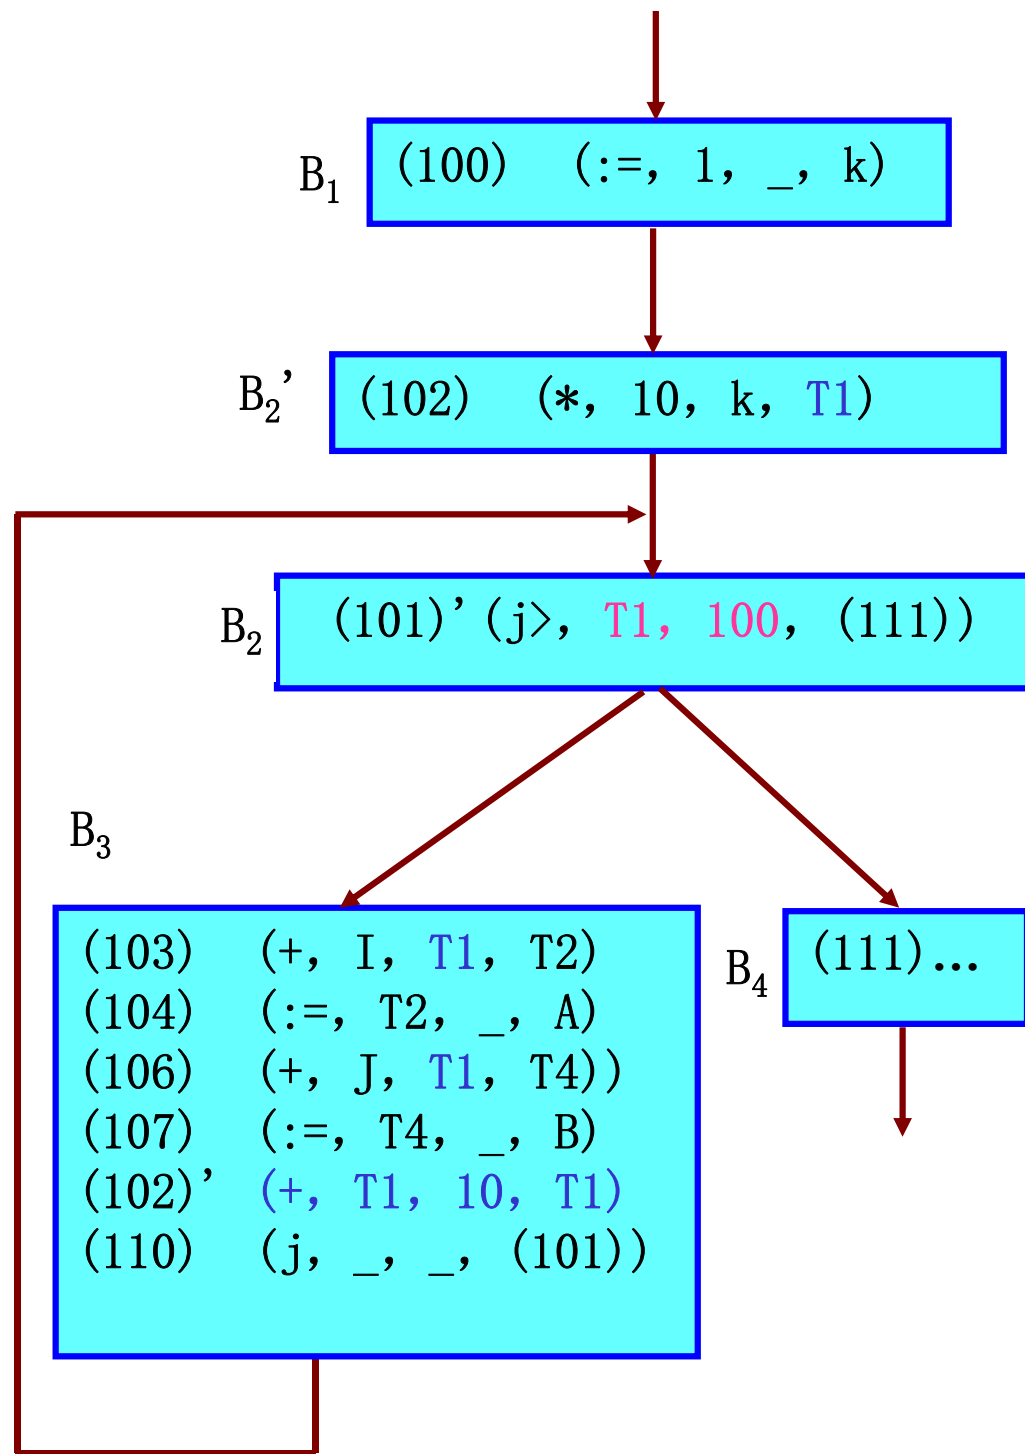 B₁
(100) (:=, 1, _, k)
B₂'
(102) (*, 10, k, T1)
B₂
(101)'(j>, T1, 100, (111))
B₃
(103) (+, I, T1, T2)
(104) (:=, T2, _, A)
(106) (+, J, T1, T4))
(107) (:=, T4, _, B)
(102)' (+, T1, 10, T1)
(110) (j, _, _, (101))
B₄
(111)…